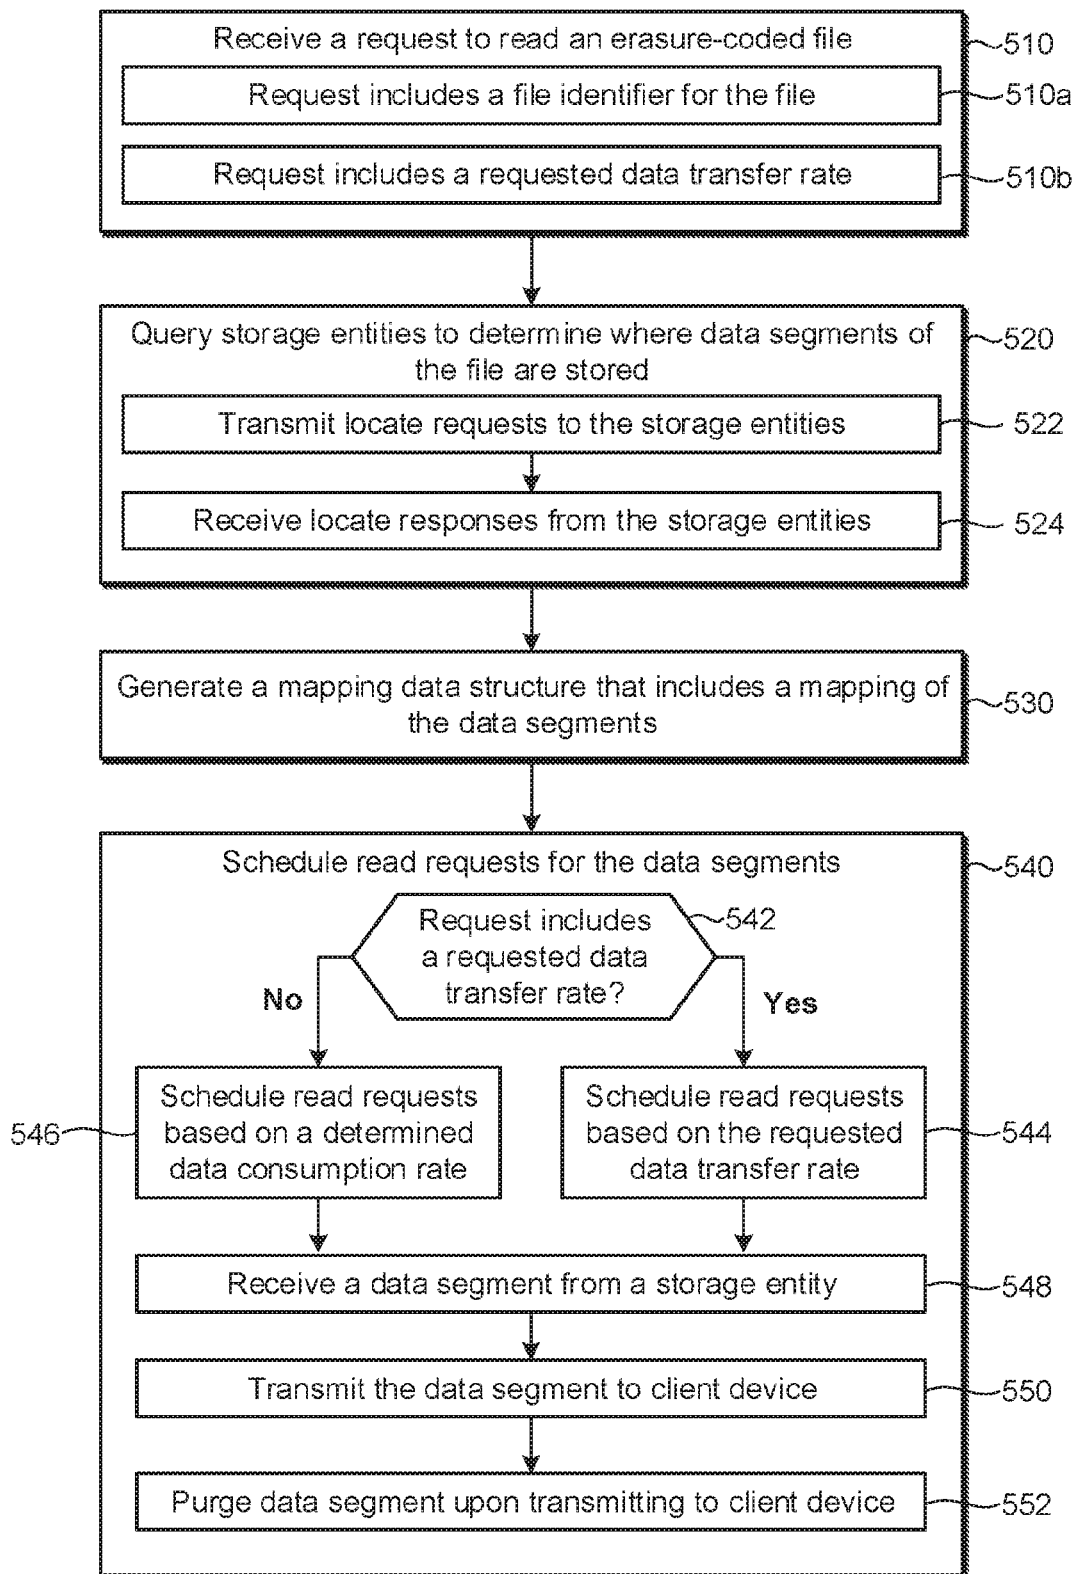 Receive a request to read an erasure-coded file
510
Request includes a file identifier for the file
510a
Request includes a requested data transfer rate
510b
Query storage entities to determine where data segments of
the file are stored
520
Transmit locate requests to the storage entities
522
Receive locate responses from the storage entities
524
Generate a mapping data structure that includes a mapping of
the data segments
530
Schedule read requests for the data segments
540
Request includes
a requested data
transfer rate?
542
No
Yes
Schedule read requests
based on a determined
data consumption rate
546
Schedule read requests
based on the requested
data transfer rate
544
Receive a data segment from a storage entity
548
Transmit the data segment to client device
550
Purge data segment upon transmitting to client device
552